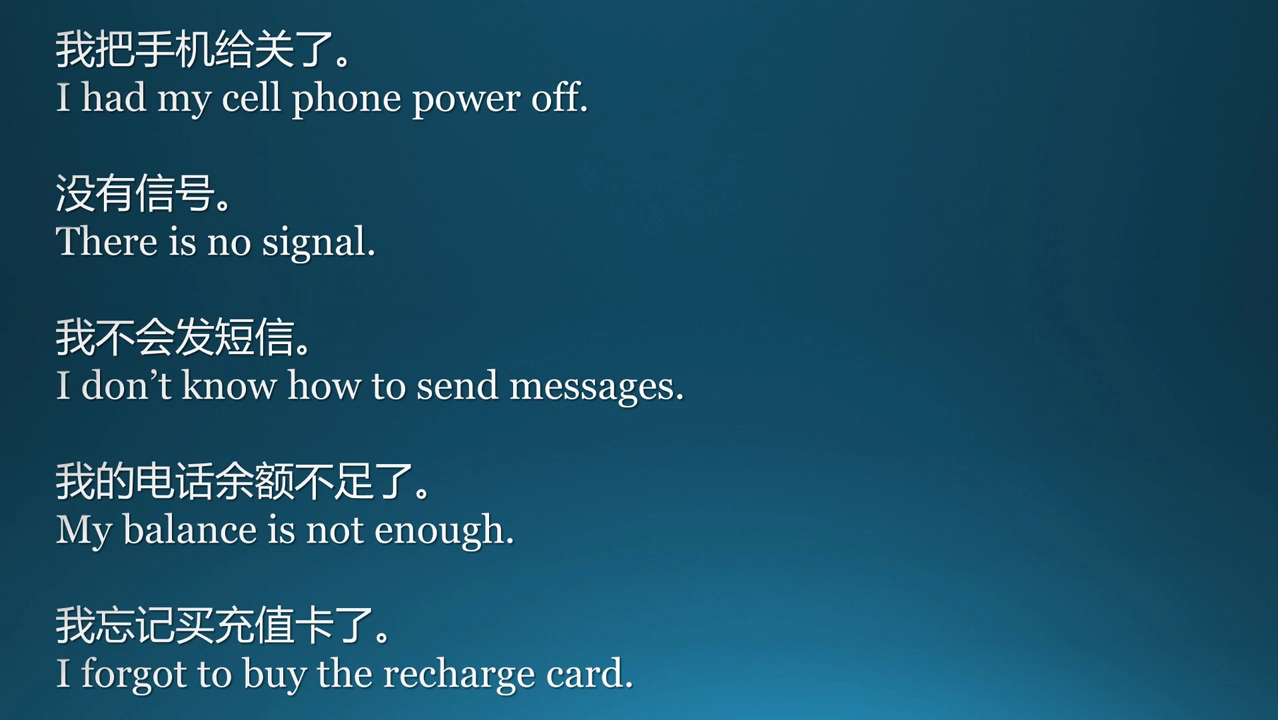 我把手机给关了。
I had my cell phone power off.
没有信号。
There is no signal.
我不会发短信。
I don’t know how to send messages.
我的电话余额不足了。
My balance is not enough.
我忘记买充值卡了。
I forgot to buy the recharge card.